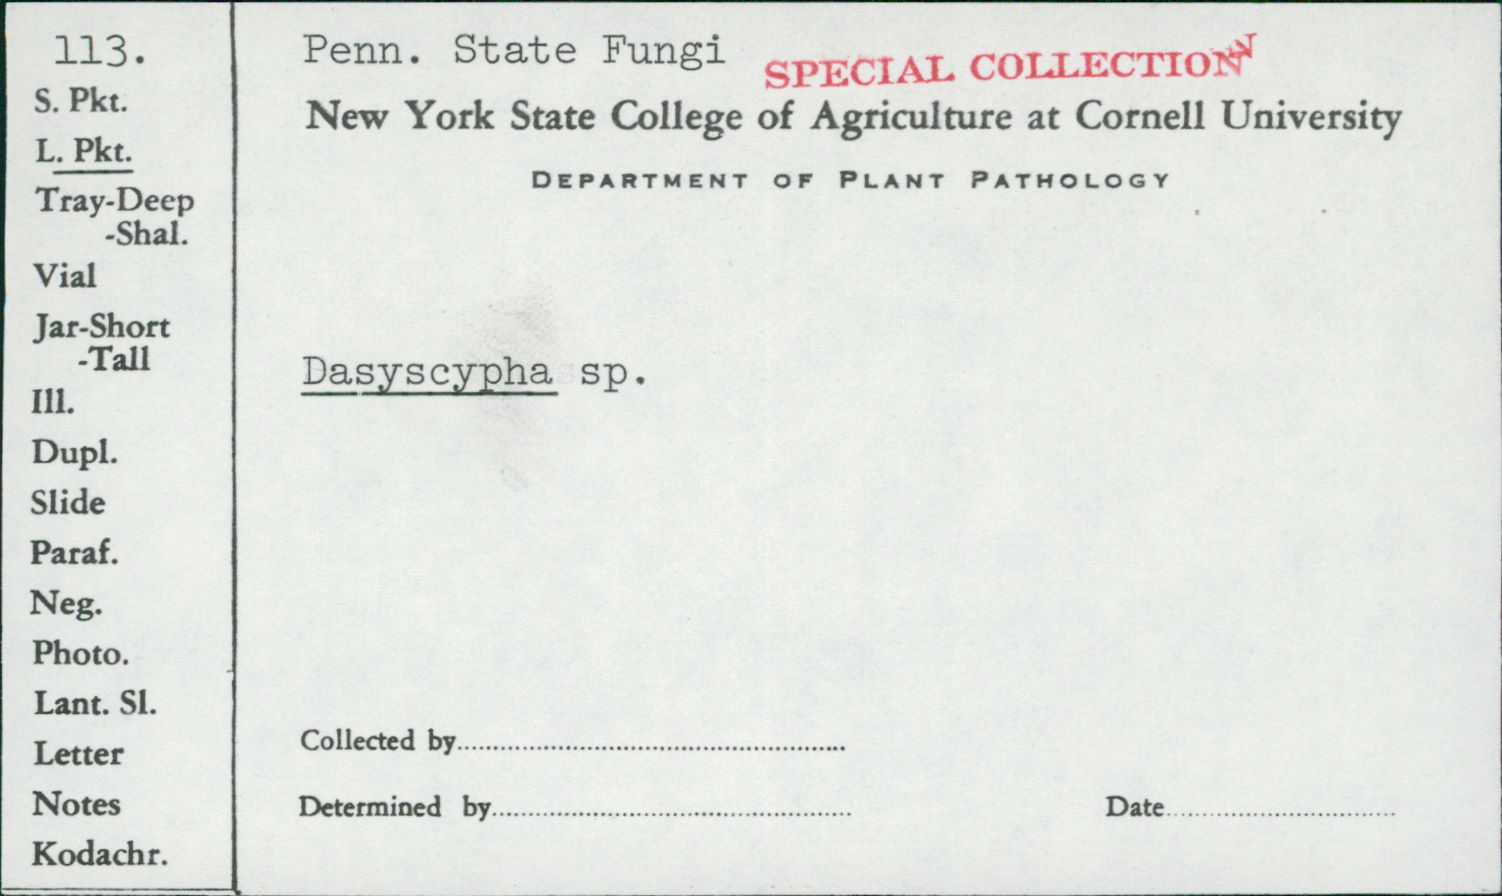 113.
S. Pkt.
L. Pkt.
Tray-Deep
-Shal.
Vial
Jar-Short
-Tall
Ill.
Dupl.
Slide
Paraf.
Neg.
Photo.
Lant. Sl.
Letter
Notes
Kodachr.
Penn. State Fungi
SPECIAL COLLECTION
New York State College of Agriculture at Cornell University
DEPARTMENT OF PLANT PATHOLOGY
Dasyscypha sp.
Collected by
Determined by
Date